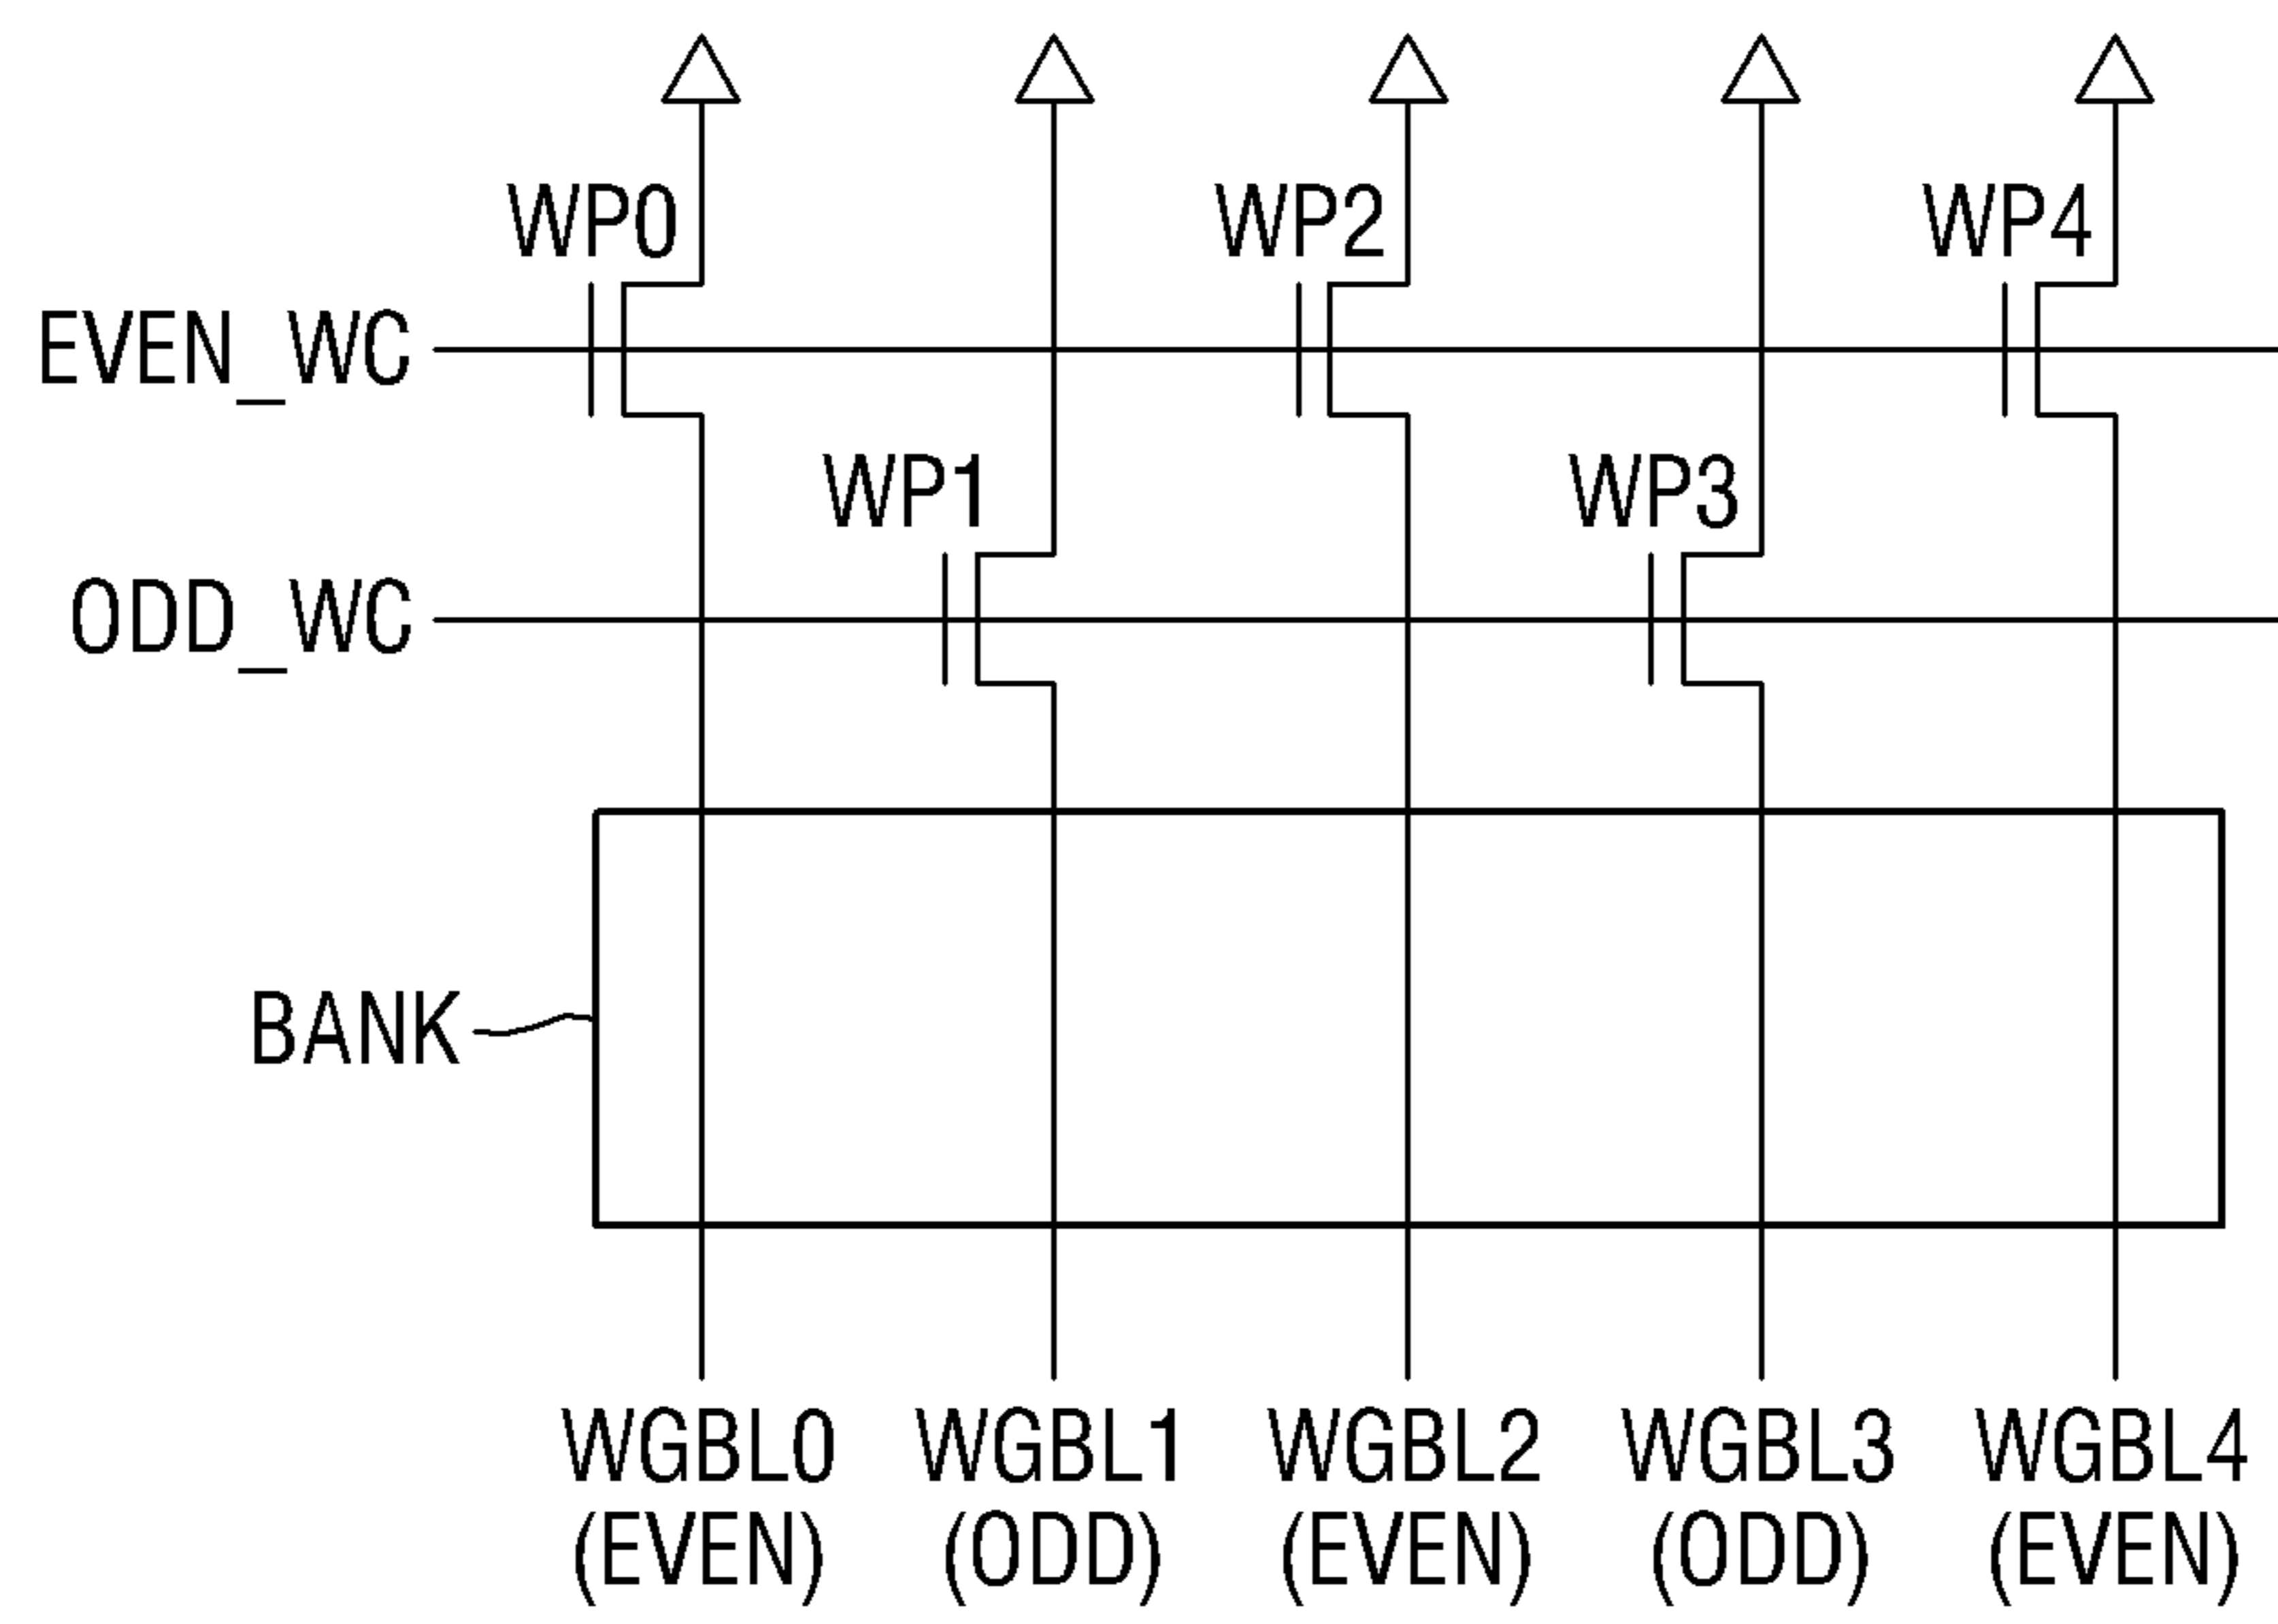 WP0 WP2 WP4
EVEN_WC
WP1 WP3
ODD_WC
BANK
WGBL0 WGBL1 WGBL2 WGBL3 WGBL4
(EVEN) (ODD) (EVEN) (ODD) (EVEN)